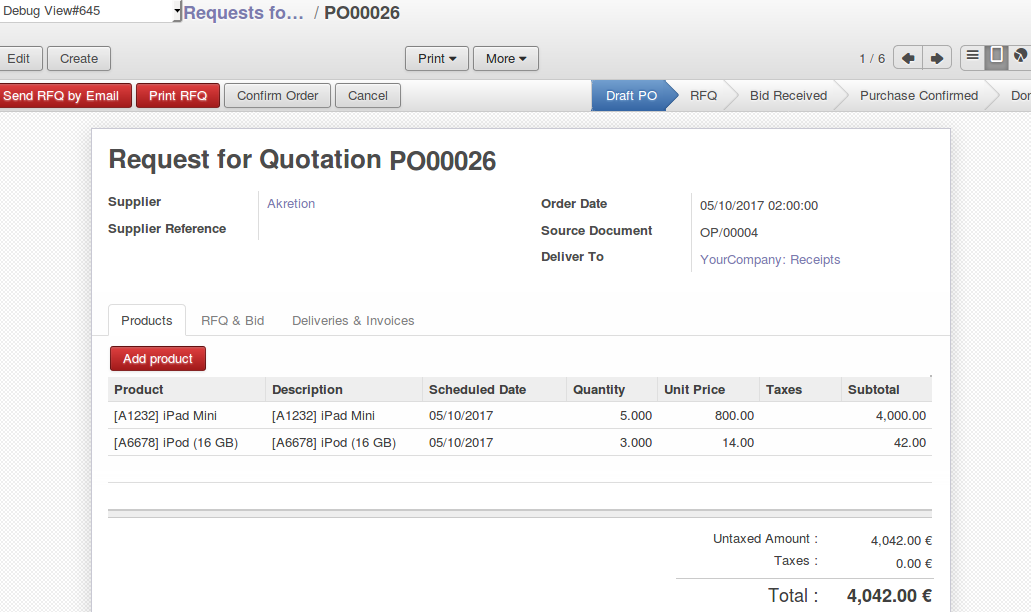 Debug View#645 Requests fo... / PO00026
Edit Create Print More 1 / 6
Send RFQ by Email Print RFQ Confirm Order Cancel Draft PO RFQ Bid Received Purchase Confirmed Don
Request for Quotation PO00026
Supplier Akretion Order Date 05/10/2017 02:00:00
Supplier Reference Source Document OP/00004
Deliver To YourCompany: Receipts
Products RFQ & Bid Deliveries & Invoices
Add product
Product Description Scheduled Date Quantity Unit Price Taxes Subtotal
[A1232] iPad Mini [A1232] iPad Mini 05/10/2017 5.000 800.00 4,000.00
[A6678] iPod (16 GB) [A6678] iPod (16 GB) 05/10/2017 3.000 14.00 42.00
Untaxed Amount : 4,042.00 €
Taxes : 0.00 €
Total : 4,042.00 €